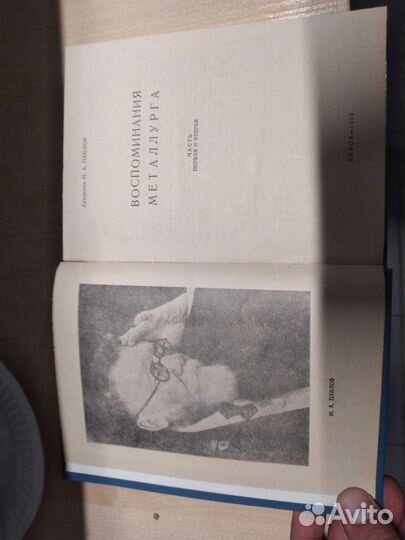 Академик М. А. ПАВЛОВ
ВОСПОМИНАНИЯ
МЕТАЛЛУРГА
ЧАСТЬ
ПЕРВАЯ И ВТОРАЯ
М. А. ПАВЛОВ
Avito